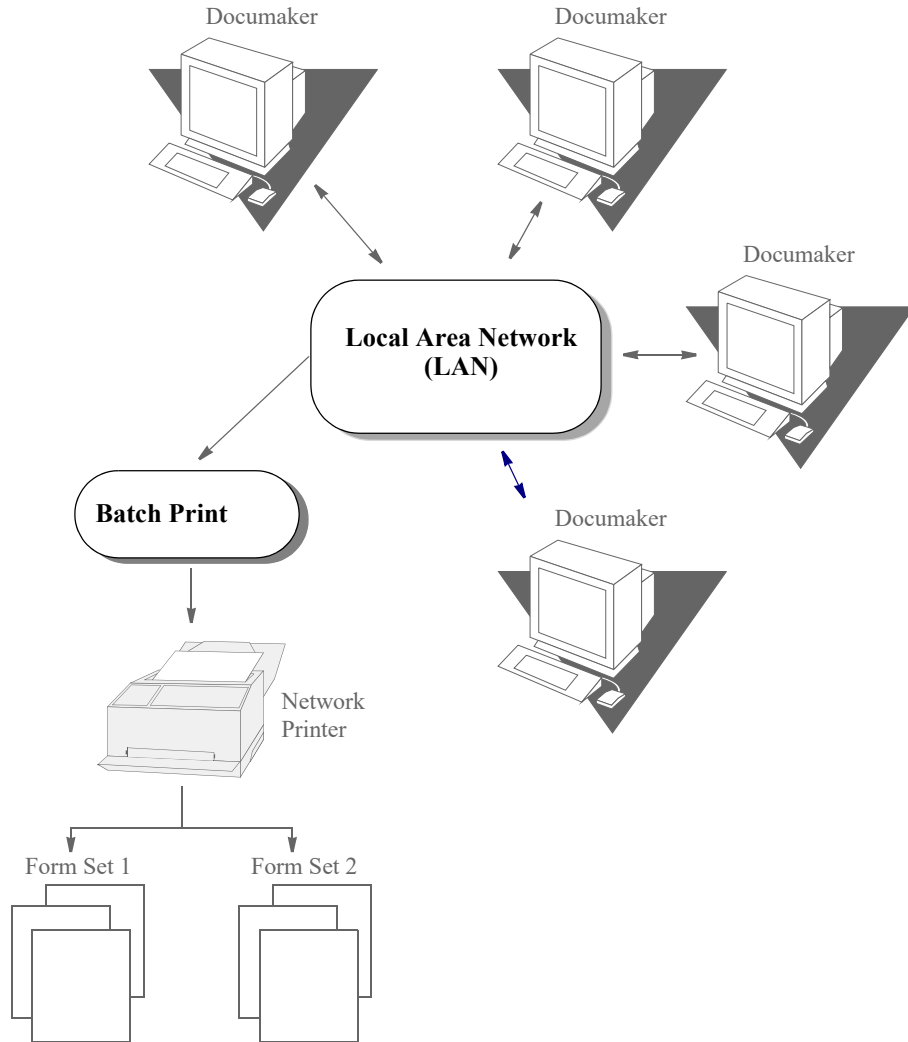 Documaker
Documaker
Documaker
Local Area Network
(LAN)
Batch Print
Documaker
Network
Printer
Form Set 1
Form Set 2